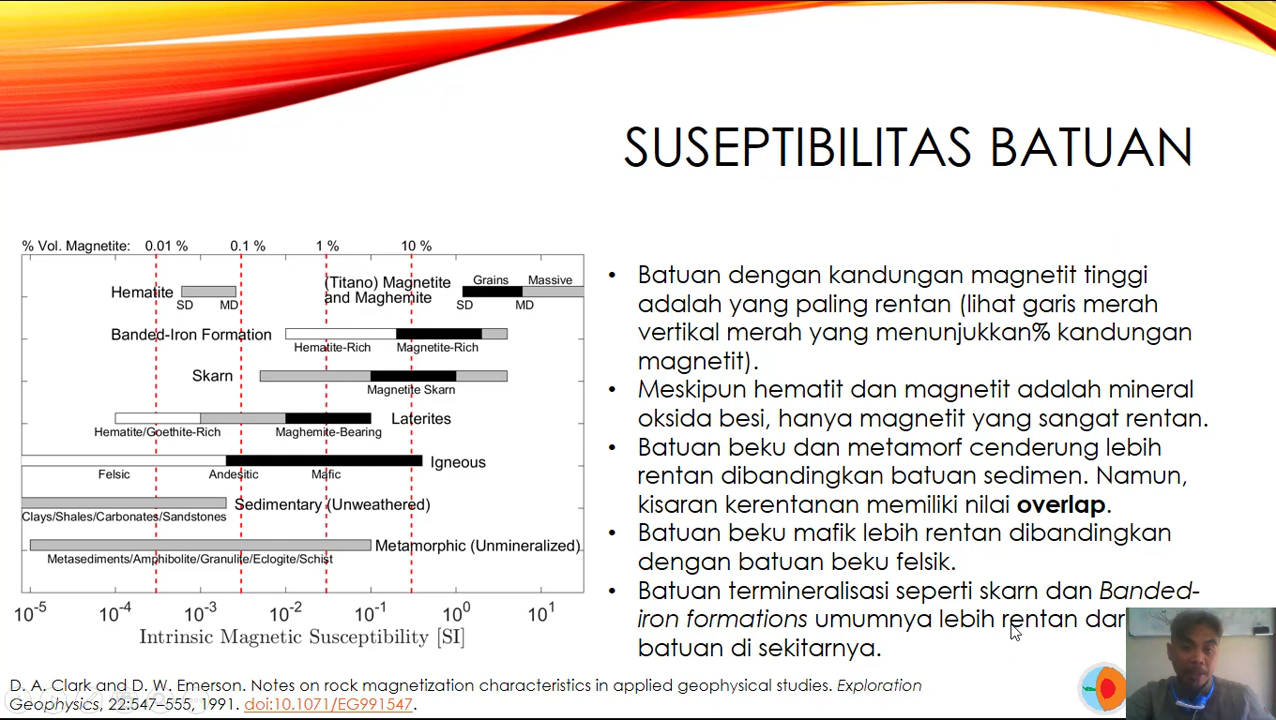 SUSEPTIBILITAS BATUAN
% Vol. Magnetite: 0.01 % 0.1 % 1 % 10 %
Hematite
SD MD
(Titano) Magnetite
and Maghemite
Grains Massive
SD MD
Banded-Iron Formation
Hematite-Rich Magnetite-Rich
Skarn
Magnetite Skarn
Laterites
Hematite/Goethite-Rich Maghemite-Bearing
Igneous
Felsic Andesitic Mafic
Sedimentary (Unweathered)
Clays/Shales/Carbonates/Sandstones
Metamorphic (Unmineralized)
Metasediments/Amphibolite/Granulite/Eclogite/Schist
10⁻⁵ 10⁻⁴ 10⁻³ 10⁻² 10⁻¹ 10⁰ 10¹
Intrinsic Magnetic Susceptibility [SI]
• Batuan dengan kandungan magnetit tinggi
adalah yang paling rentan (lihat garis merah
vertikal merah yang menunjukkan% kandungan
magnetit).
• Meskipun hematit dan magnetit adalah mineral
oksida besi, hanya magnetit yang sangat rentan.
• Batuan beku dan metamorf cenderung lebih
rentan dibandingkan batuan sedimen. Namun,
kisaran kerentanan memiliki nilai overlap.
• Batuan beku mafik lebih rentan dibandingkan
dengan batuan beku felsik.
• Batuan termineralisasi seperti skarn dan Banded-
iron formations umumnya lebih rentan dar
batuan di sekitarnya.
D. A. Clark and D. W. Emerson. Notes on rock magnetization characteristics in applied geophysical studies. Exploration
Geophysics, 22:547–555, 1991. doi:10.1071/EG991547.